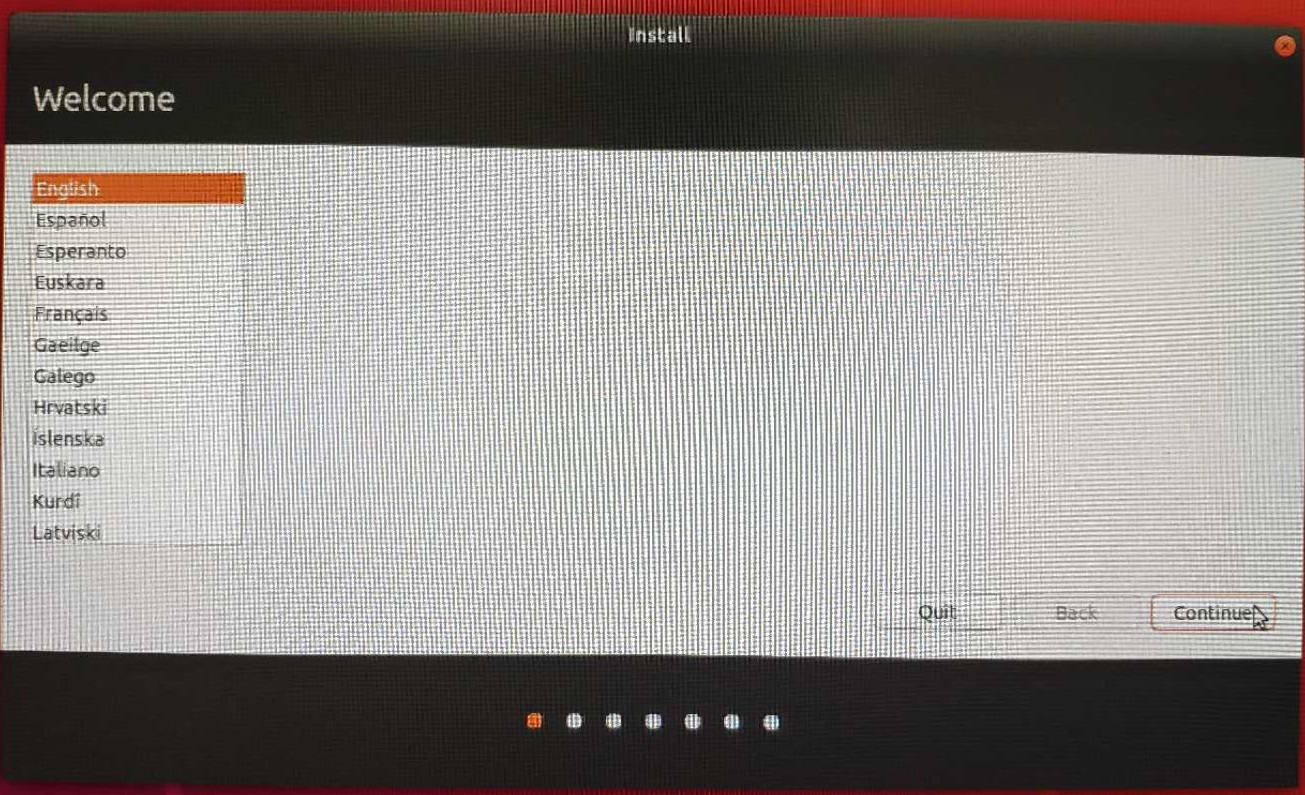 Install
Welcome
English
Español
Esperanto
Euskara
Français
Gaeilge
Galego
Hrvatski
Íslenska
Italiano
Kurdî
Latviski
Quit
Back
Continue